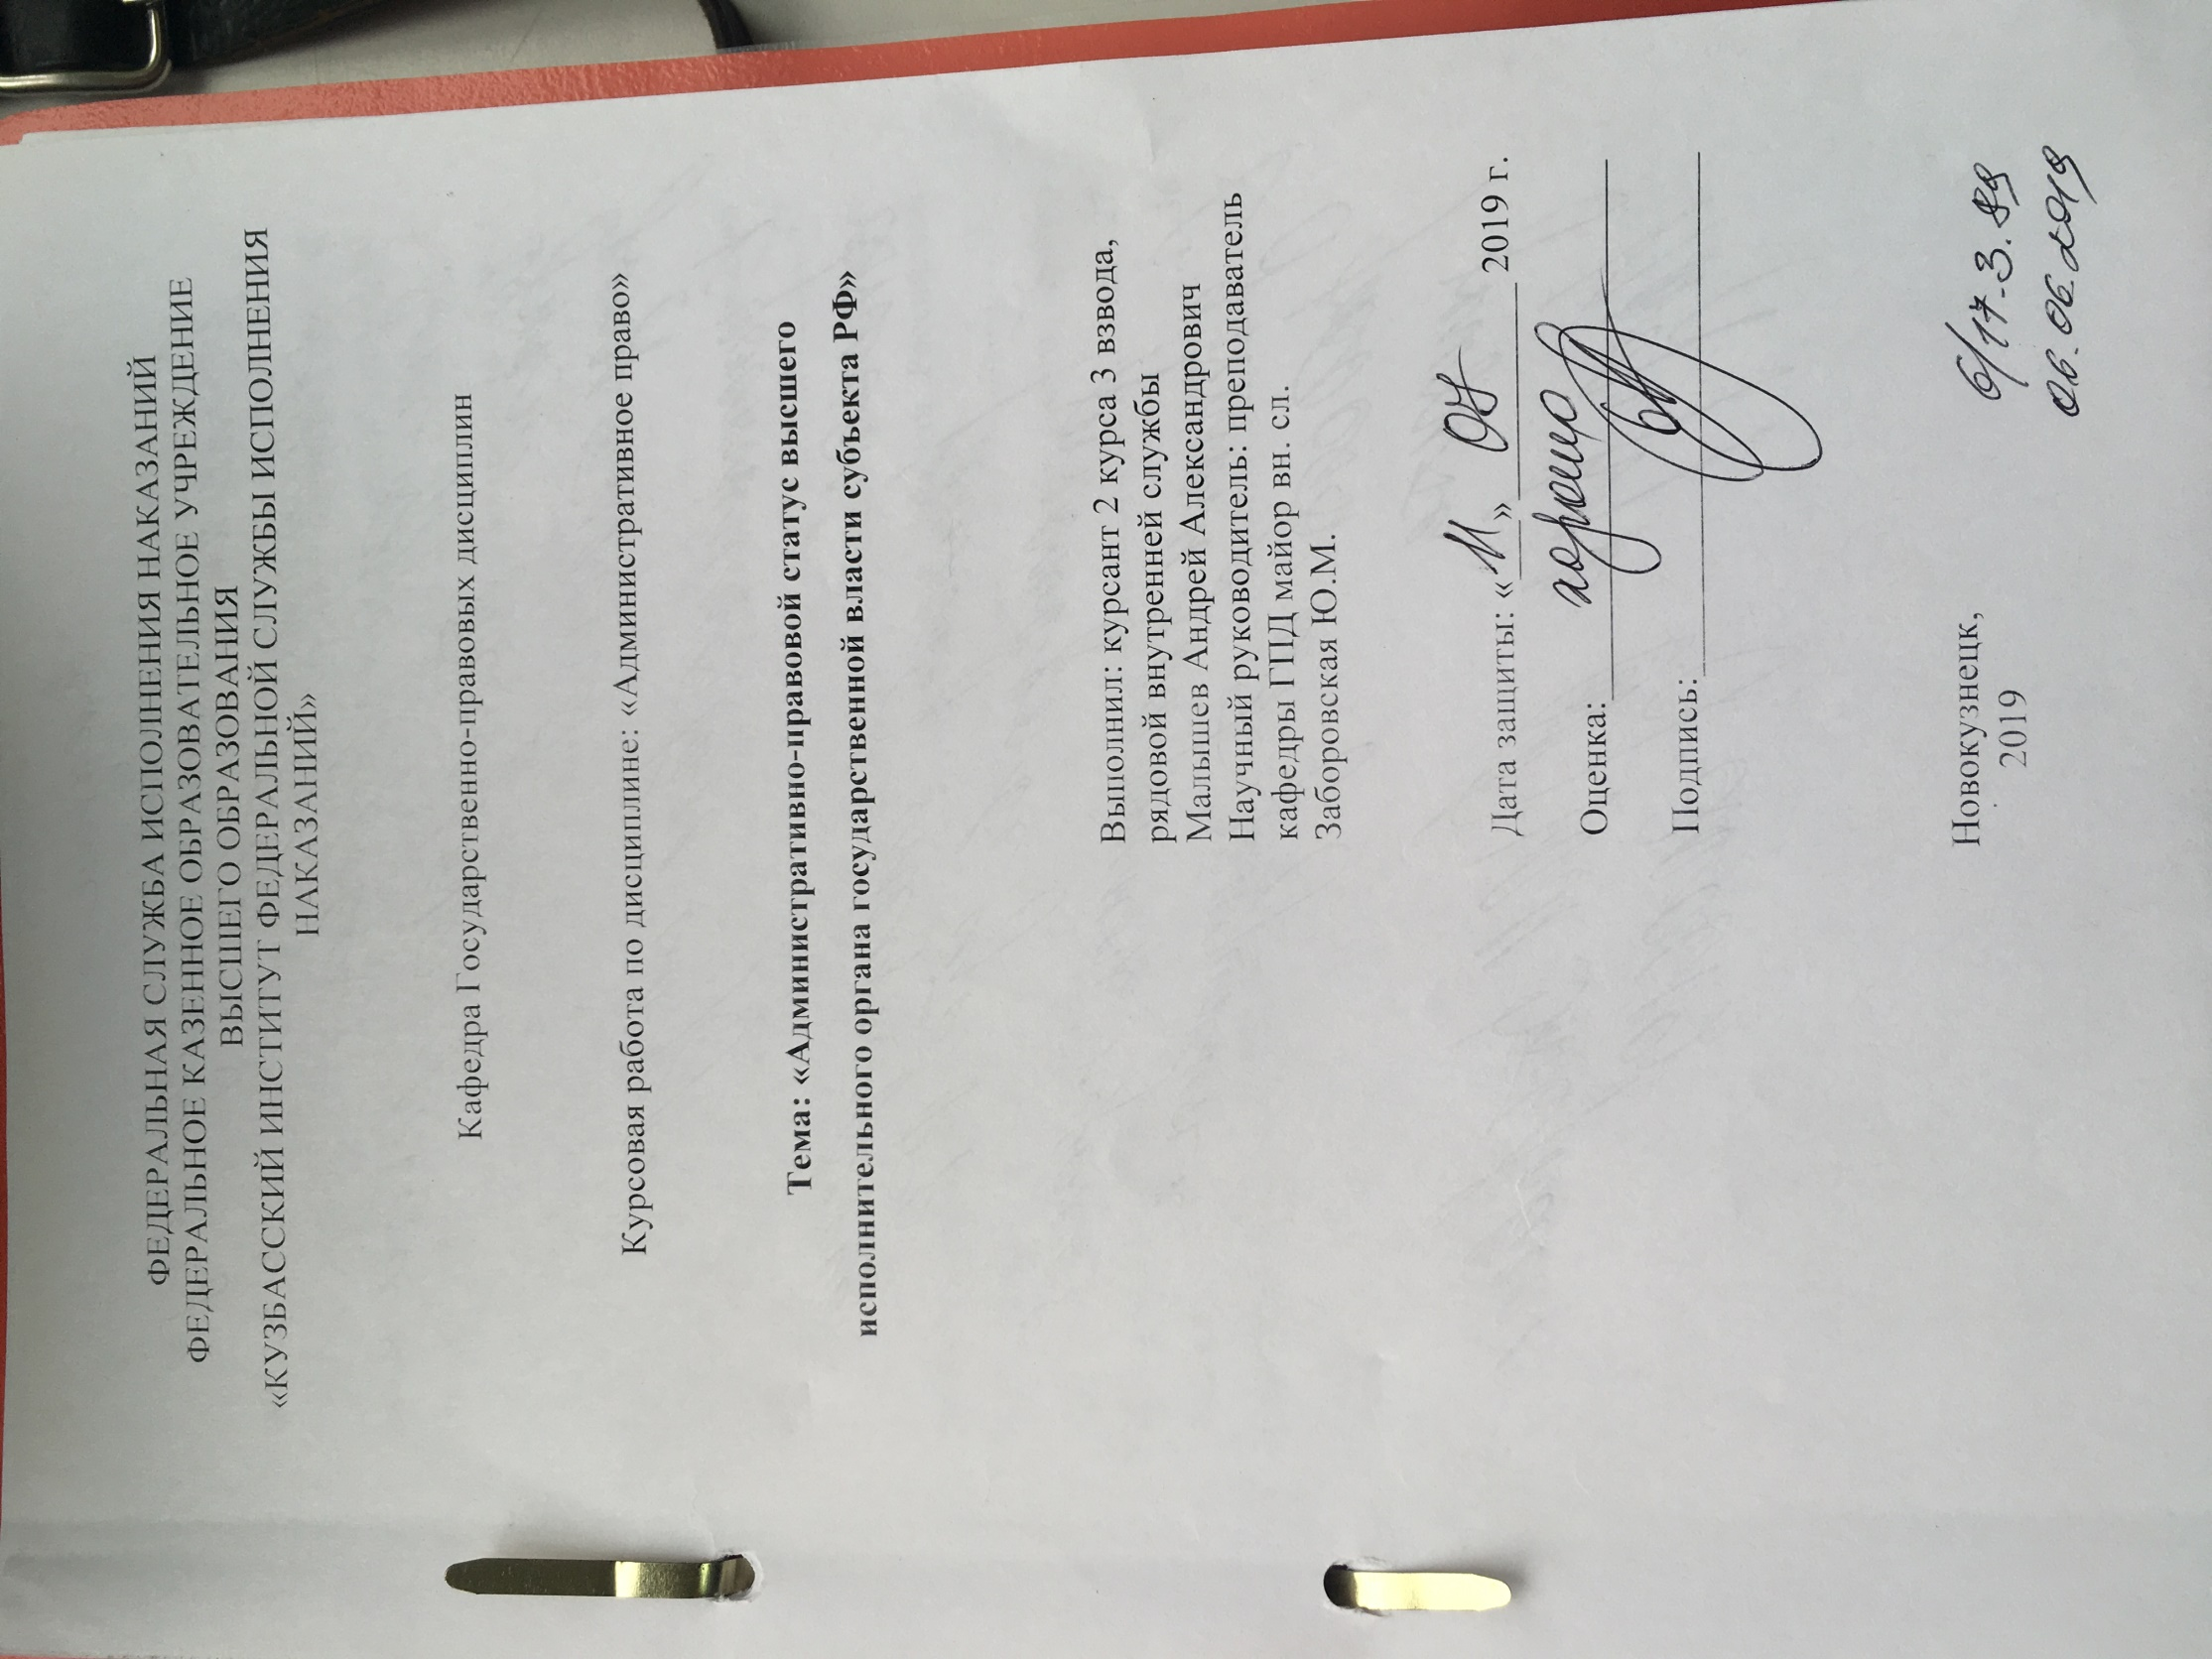 ФЕДЕРАЛЬНАЯ СЛУЖБА ИСПОЛНЕНИЯ НАКАЗАНИЙ
ФЕДЕРАЛЬНОЕ КАЗЕННОЕ ОБРАЗОВАТЕЛЬНОЕ УЧРЕЖДЕНИЕ
ВЫСШЕГО ОБРАЗОВАНИЯ
«КУЗБАССКИЙ ИНСТИТУТ ФЕДЕРАЛЬНОЙ СЛУЖБЫ ИСПОЛНЕНИЯ
НАКАЗАНИЙ»
Кафедра Государственно-правовых дисциплин
Курсовая работа по дисциплине: «Административное право»
Тема: «Административно-правовой статус высшего
исполнительного органа государственной власти субъекта РФ»
Выполнил: курсант 2 курса 3 взвода,
рядовой внутренней службы
Малышев Андрей Александрович
Научный руководитель: преподаватель
кафедры ГПД майор вн. сл.
Заборовская Ю.М.
Дата защиты: «11» 2019 г.
Оценка: хорошо
Подпись:
Новокузнецк,
2019
06.06.2019